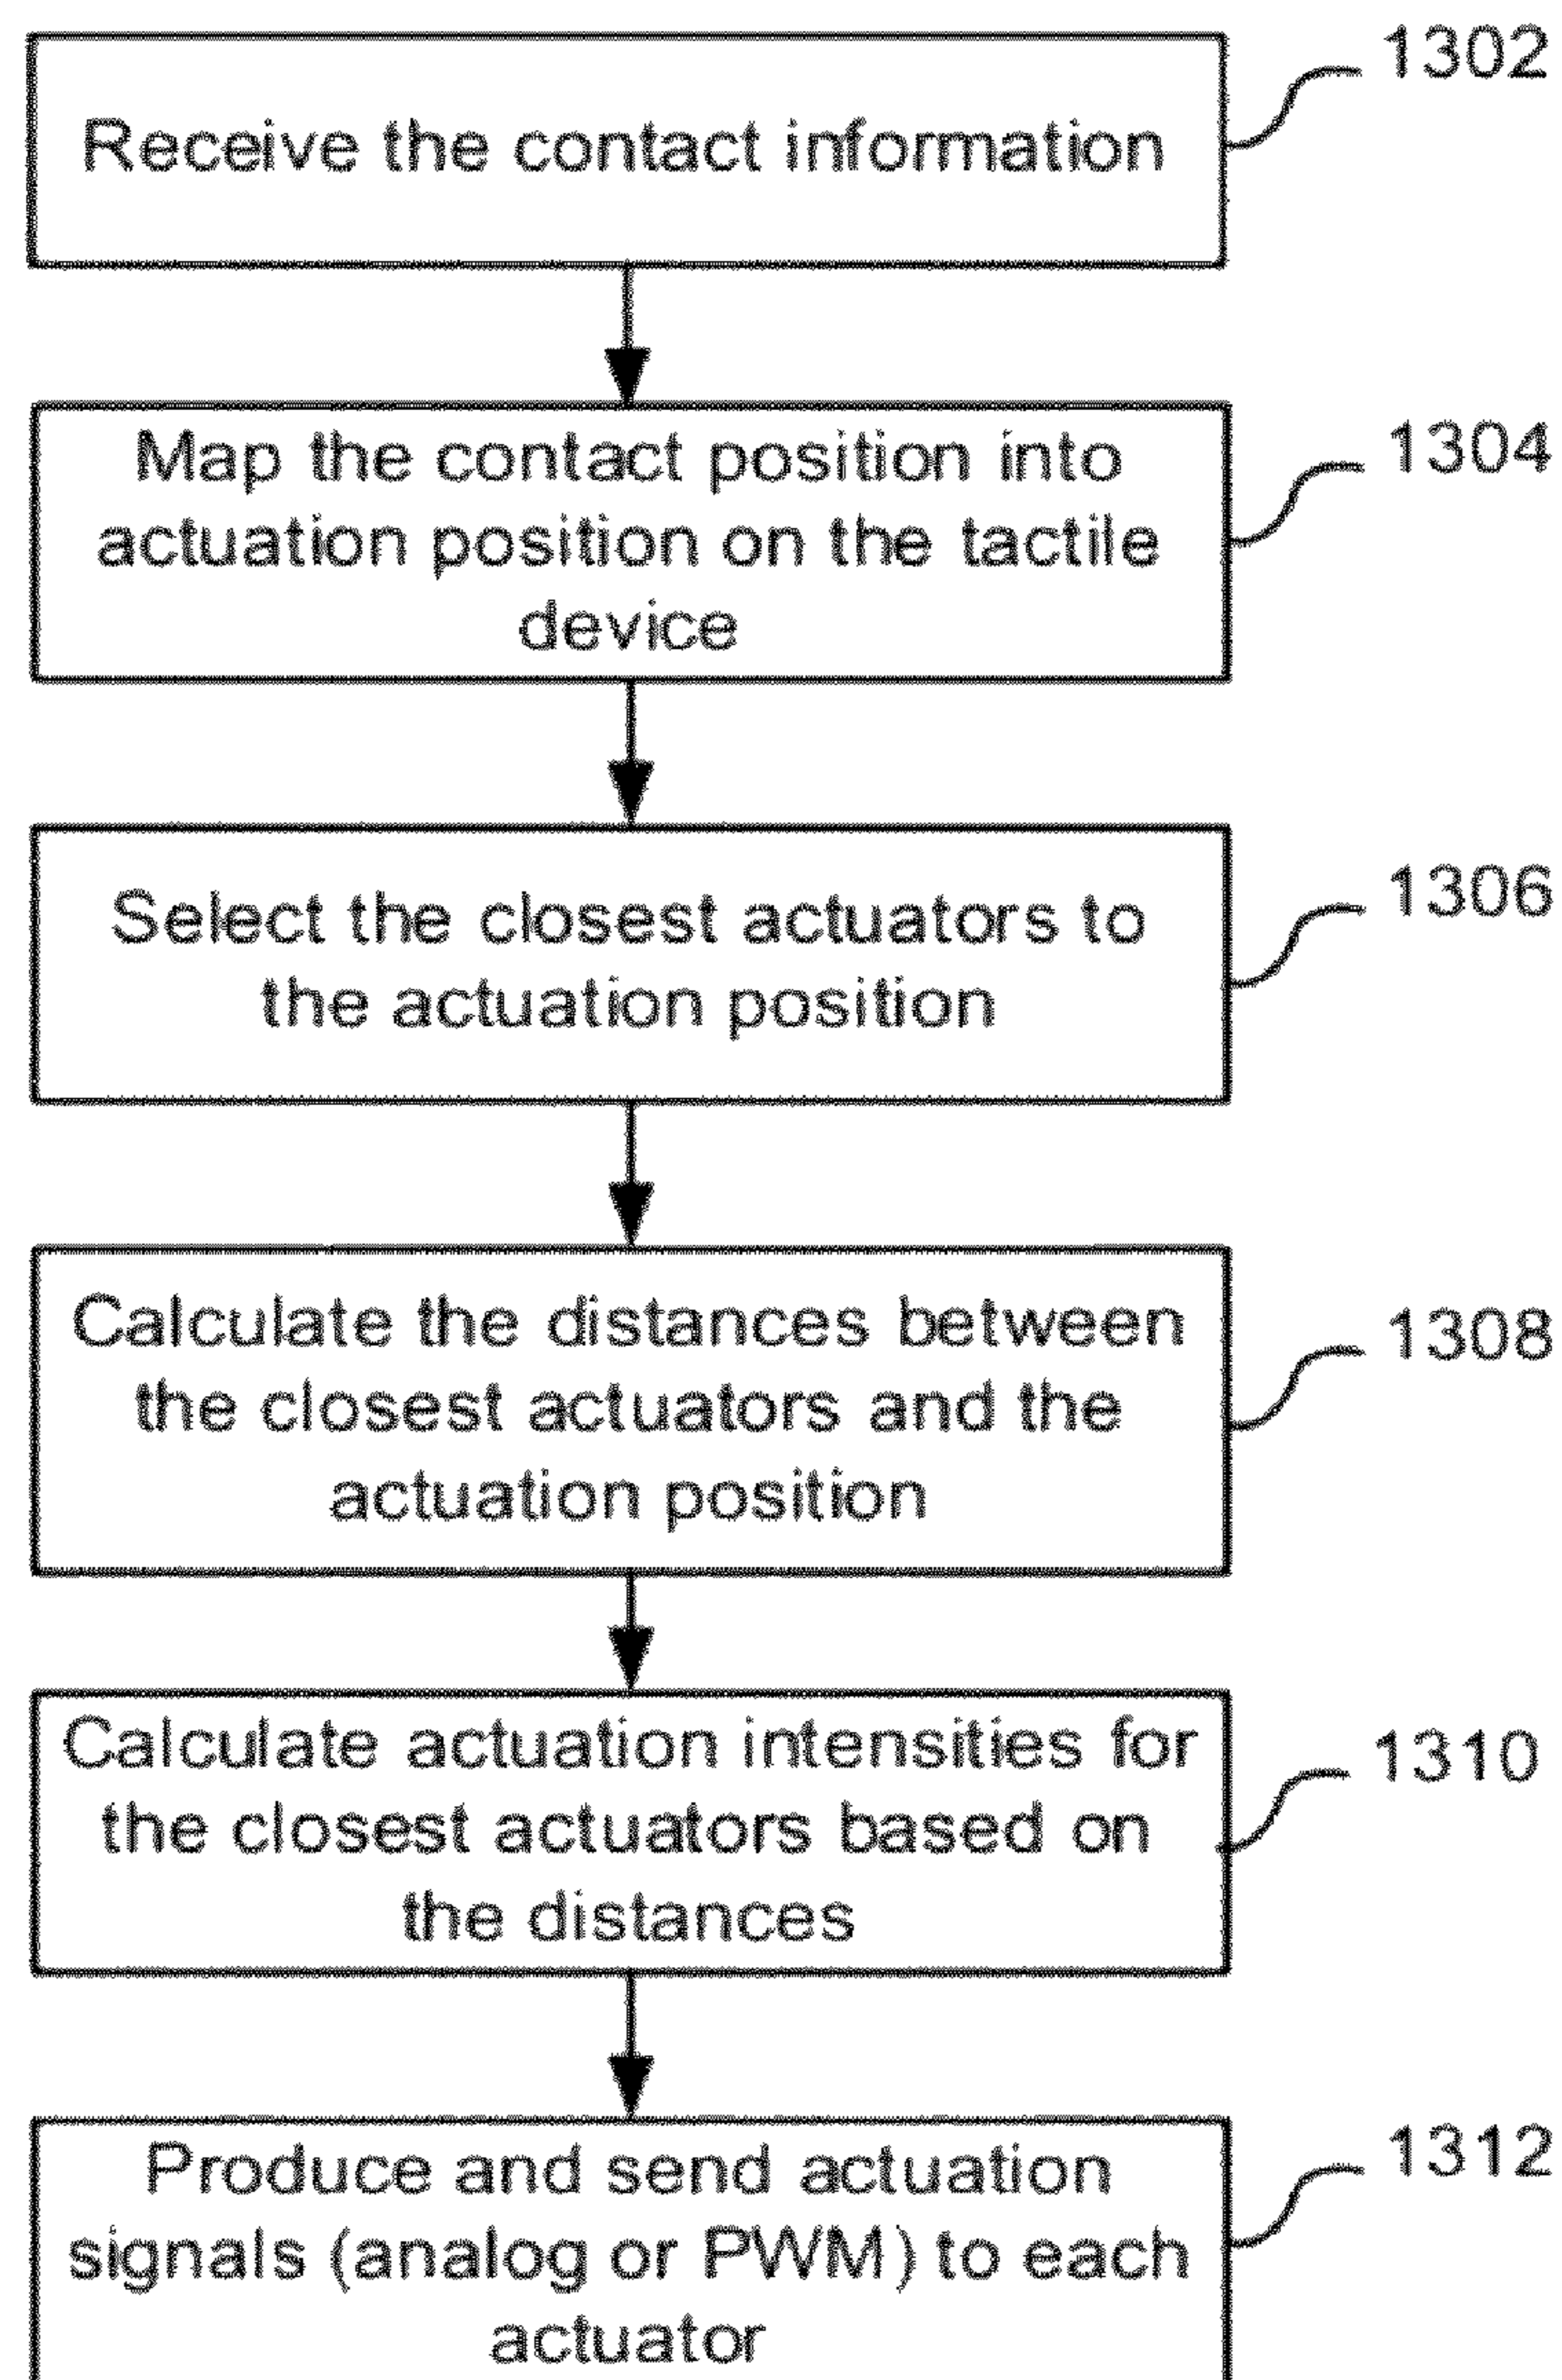 1302
Receive the contact information
1304
Map the contact position into
actuation position on the tactile
device
1306
Select the closest actuators to
the actuation position
1308
Calculate the distances between
the closest actuators and the
actuation position
1310
Calculate actuation intensities for
the closest actuators based on
the distances
1312
Produce and send actuation
signals (analog or PWM) to each
actuator